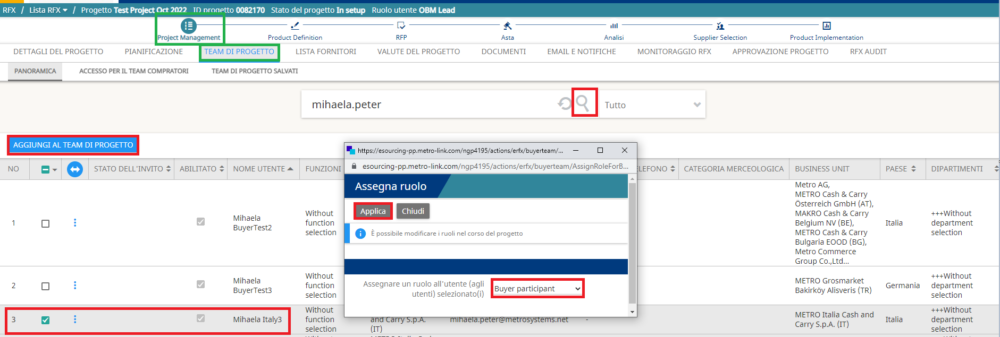 RFX / Lista RFX / Progetto Test Project Oct 2022 ID progetto 0082170 Stato del progetto In setup Ruolo utente OBM Lead
Project Management Product Definition RFP Asta Analisi Supplier Selection Product Implementation
DETTAGLI DEL PROGETTO PIANIFICAZIONE TEAM DI PROGETTO LISTA FORNITORI VALUTE DEL PROGETTO DOCUMENTI EMAIL E NOTIFICHE MONITORAGGIO RFX APPROVAZIONE PROGETTO RFX AUDIT
PANORAMICA ACCESSO PER IL TEAM COMPRATORI TEAM DI PROGETTO SALVATI
mihaela.peter Tutto
AGGIUNGI AL TEAM DI PROGETTO
NO STATO DELL'INVITO ABILITATO NOME UTENTE FUNZIONI LEFONO CATEGORIA MERCEOLOGICA BUSINESS UNIT PAESE DIPARTIMENTI
1
Mihaela
BuyerTest2
Without
function
selection
Metro AG,
METRO Cash & Carry
Österreich GmbH (AT),
MAKRO Cash & Carry
Belgium NV (BE),
METRO Cash & Carry
Bulgaria EOOD (BG),
Metro Commerce
Group Co.,Ltd...
Italia
+++Without
department
selection
2
Mihaela
BuyerTest3
Without
function
selection
METRO Grosmarket
Bakirköy Alisveris (TR)
Germania
+++Without
department
selection
3
Mihaela Italy3
Without
function
selection
and Carry S.p.A.
(IT)
mihaela.peter@metrosystems.net
-
METRO Italia Cash and
Carry S.p.A. (IT)
Italia
+++Without
department
selection
https://esourcing-pp.metro-link.com/ngp4195/actions/erfx/buyerteam/...
esourcing-pp.metro-link.com/ngp4195/actions/erfx/buyerteam/AssignRoleForB...
Assegna ruolo
Applica Chiudi
È possibile modificare i ruoli nel corso del progetto
Assegnare un ruolo all'utente (agli
utenti) selezionato(i)
Buyer participant